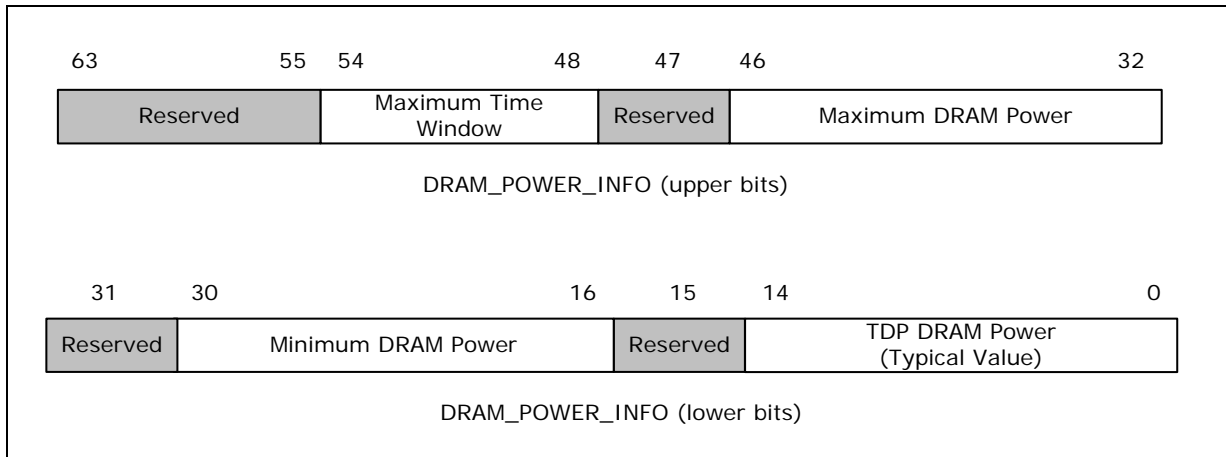 63 55 54 48 47 46 32
Reserved Maximum Time Window Reserved Maximum DRAM Power
DRAM_POWER_INFO (upper bits)
31 30 16 15 14 0
Reserved Minimum DRAM Power Reserved TDP DRAM Power
(Typical Value)
DRAM_POWER_INFO (lower bits)